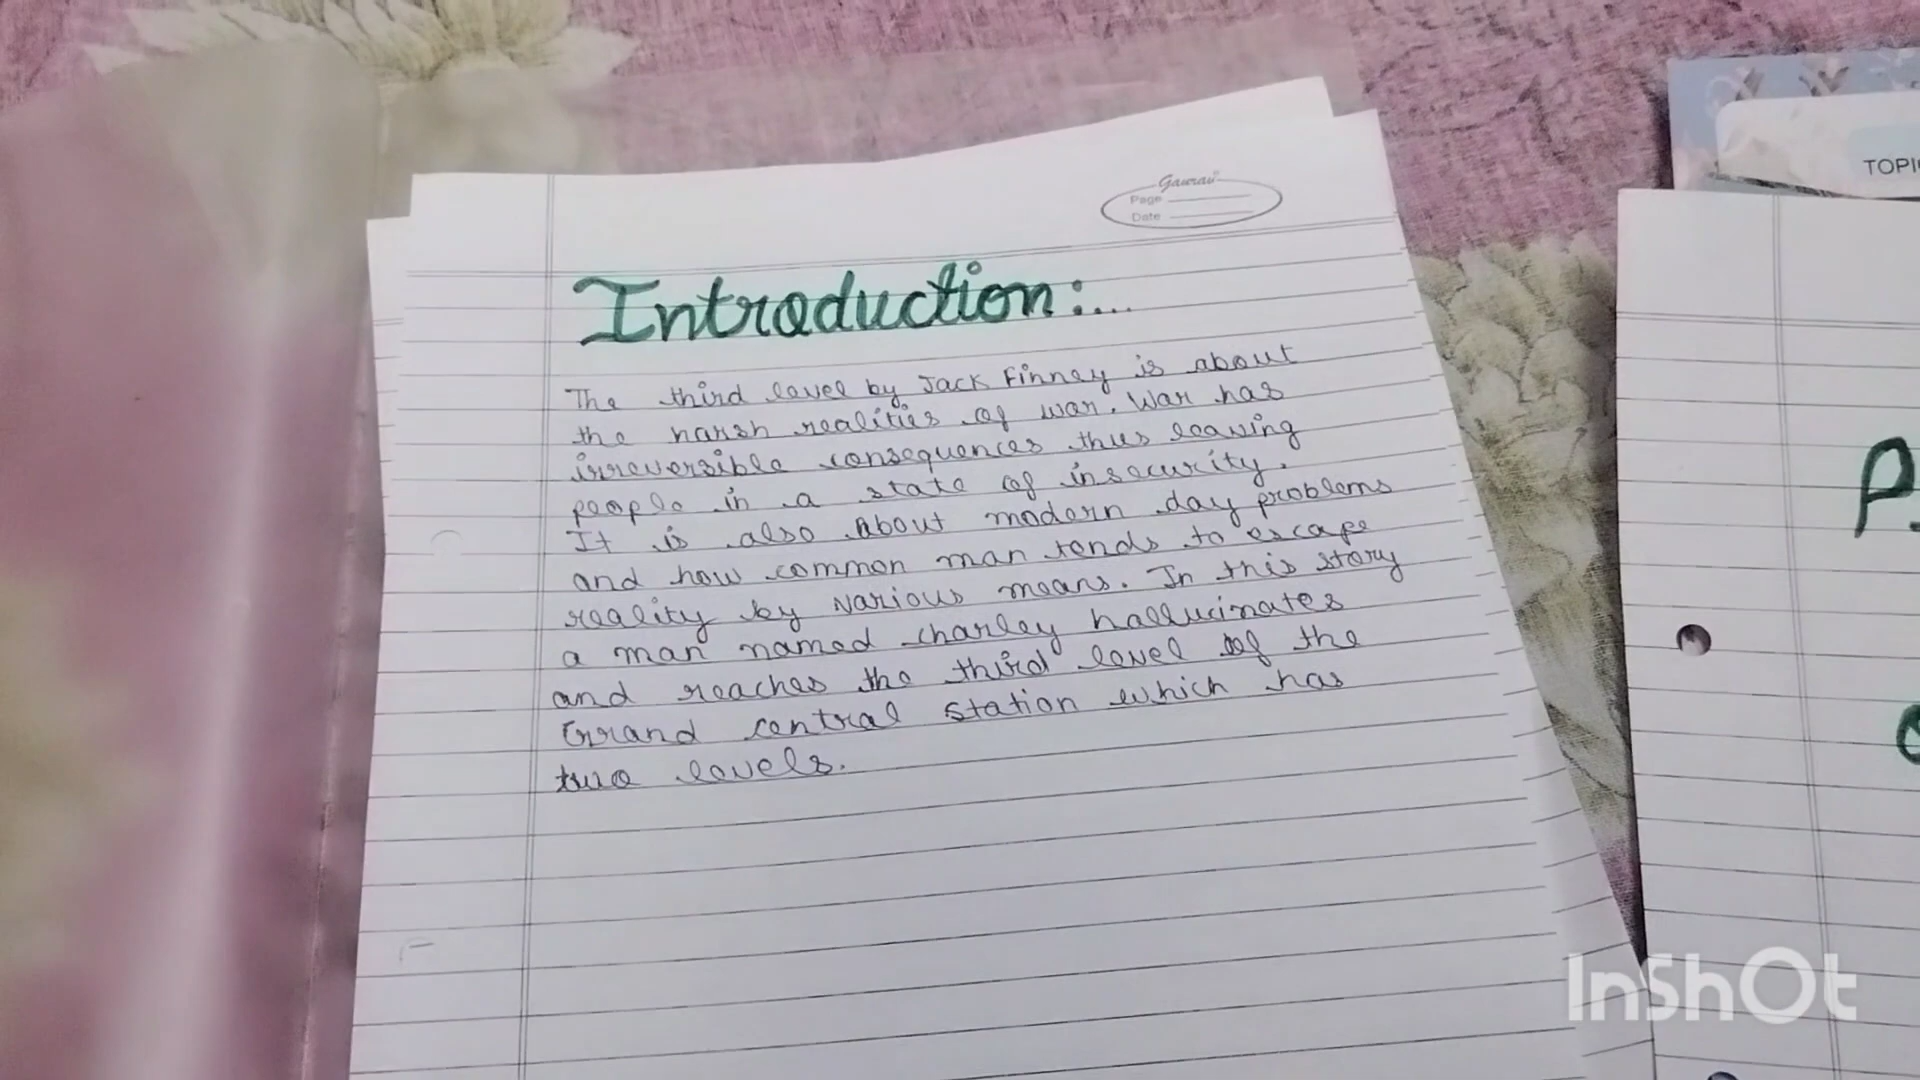 Gaurav
Page
Date
Introduction:...
The third level by Jack Finney is about
the harsh realities of war. War has
irreversible consequences thus leaving
people in a state of insecurity.
It is also about modern day problems
and how common man tends to escape
reality by various means. In this story
a man named charley hallucinates
and reaches the third level of the
Grand central station which has
two levels.
TOPI
P
InShOt